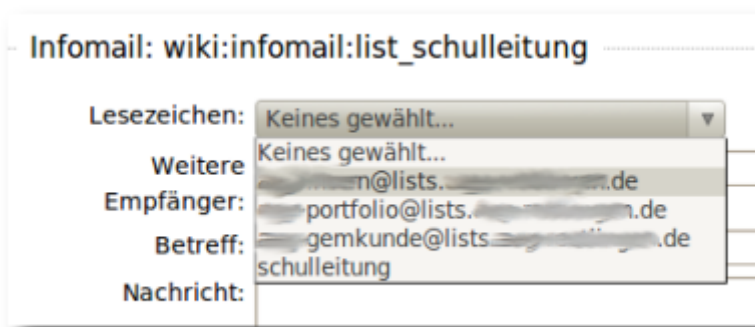 Infomail: wiki:infomail:list_schulleitung
Lesezeichen: Keines gewählt...
Keines gewählt...
Weitere
n@lists. .de
Empfänger:
-portfolio@lists. n.de
Betreff:
-gemkunde@lists. .de
schulleitung
Nachricht: